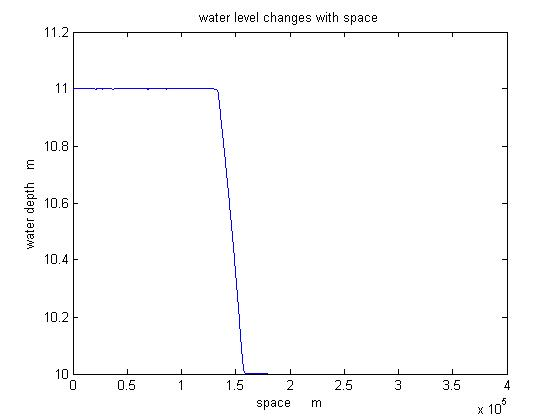 water level changes with space
11.2
11
10.8
10.6
10.4
10.2
10
water depth m
0 0.5 1 1.5 2 2.5 3 3.5 4
x 10^5
space m